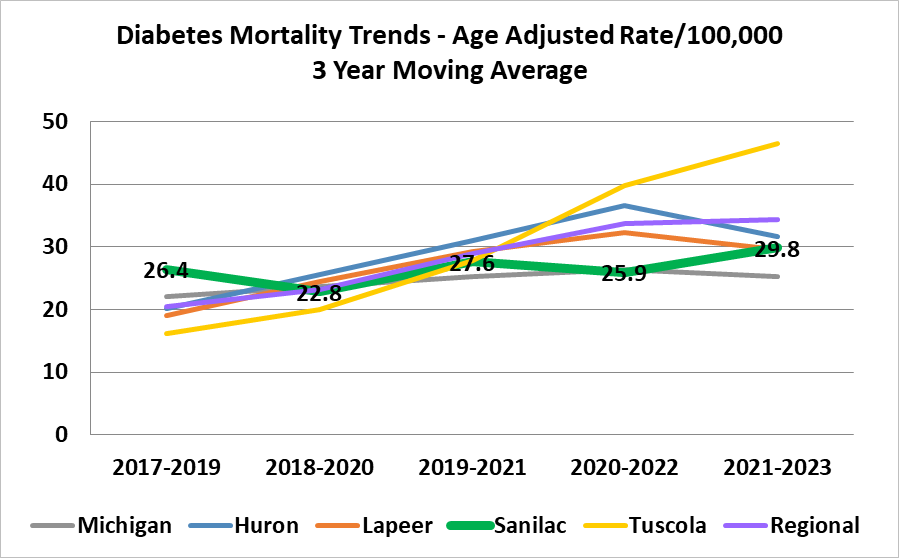 Diabetes Mortality Trends - Age Adjusted Rate/100,000
3 Year Moving Average
50
40
30
20
10
0
26.4
22.8
27.6
25.9
29.8
2017-2019 2018-2020 2019-2021 2020-2022 2021-2023
Michigan Huron Lapeer Sanilac Tuscola Regional